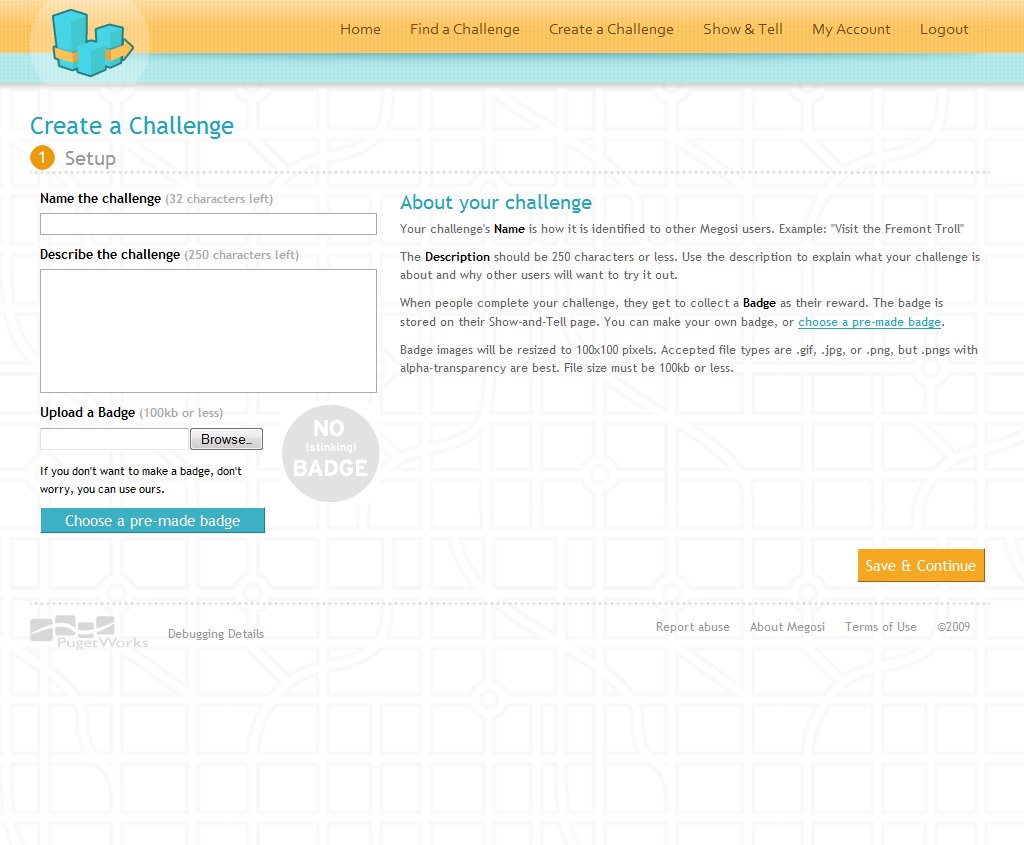 Home Find a Challenge Create a Challenge Show & Tell My Account Logout
Create a Challenge
1 Setup
Name the challenge (32 characters left)
Describe the challenge (250 characters left)
Upload a Badge (100kb or less)
Browse...
If you don't want to make a badge, don't
worry, you can use ours.
Choose a pre-made badge
NO
(stinking)
BADGE
About your challenge
Your challenge's Name is how it is identified to other Megosi users. Example: "Visit the Fremont Troll"
The Description should be 250 characters or less. Use the description to explain what your challenge is
about and why other users will want to try it out.
When people complete your challenge, they get to collect a Badge as their reward. The badge is
stored on their Show-and-Tell page. You can make your own badge, or choose a pre-made badge.
Badge images will be resized to 100x100 pixels. Accepted file types are .gif, .jpg, or .png, but .pngs with
alpha-transparency are best. File size must be 100kb or less.
Save & Continue
PugetWorks
Debugging Details
Report abuse About Megosi Terms of Use ©2009